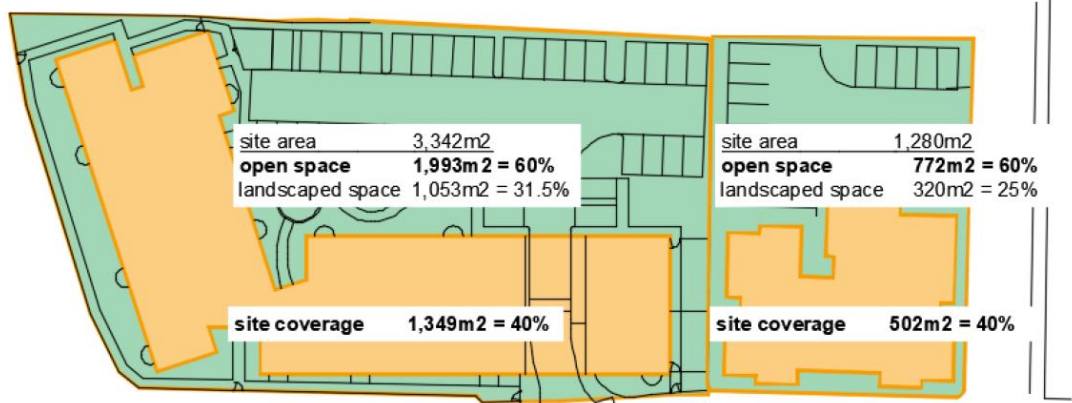 site area 3,342m2
open space 1,993m2 = 60%
landscaped space 1,053m2 = 31.5%
site coverage 1,349m2 = 40%
site area 1,280m2
open space 772m2 = 60%
landscaped space 320m2 = 25%
site coverage 502m2 = 40%